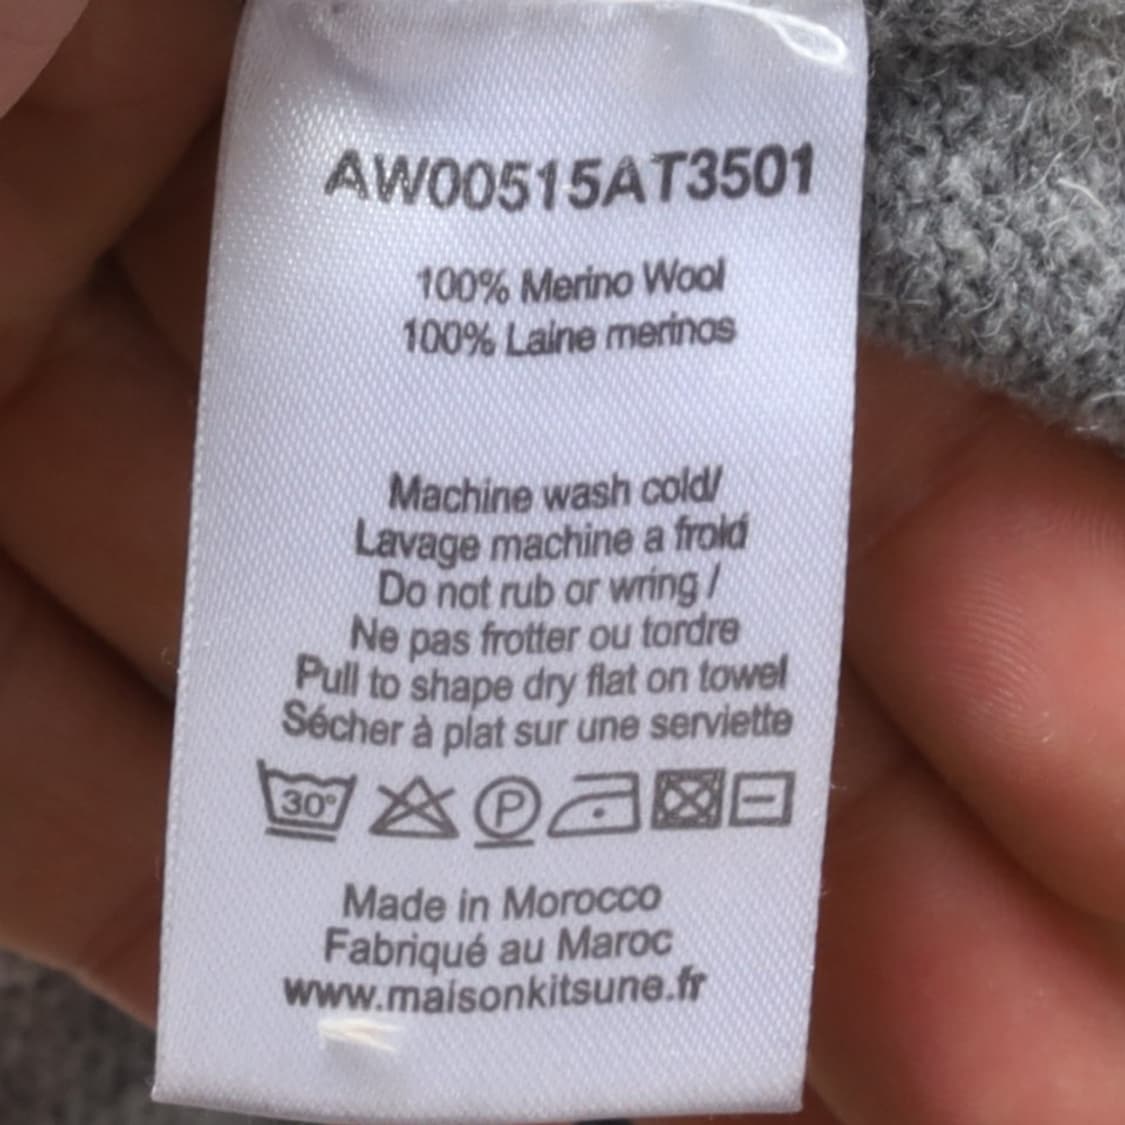 AW00515AT3501
100% Merino Wool
100% Laine merinos
Machine wash cold/
Lavage machine a froid
Do not rub or wring /
Ne pas frotter ou tordre
Pull to shape dry flat on towel
Sécher à plat sur une serviette
30° P
Made in Morocco
Fabriqué au Maroc
www.maisonkitsune.fr